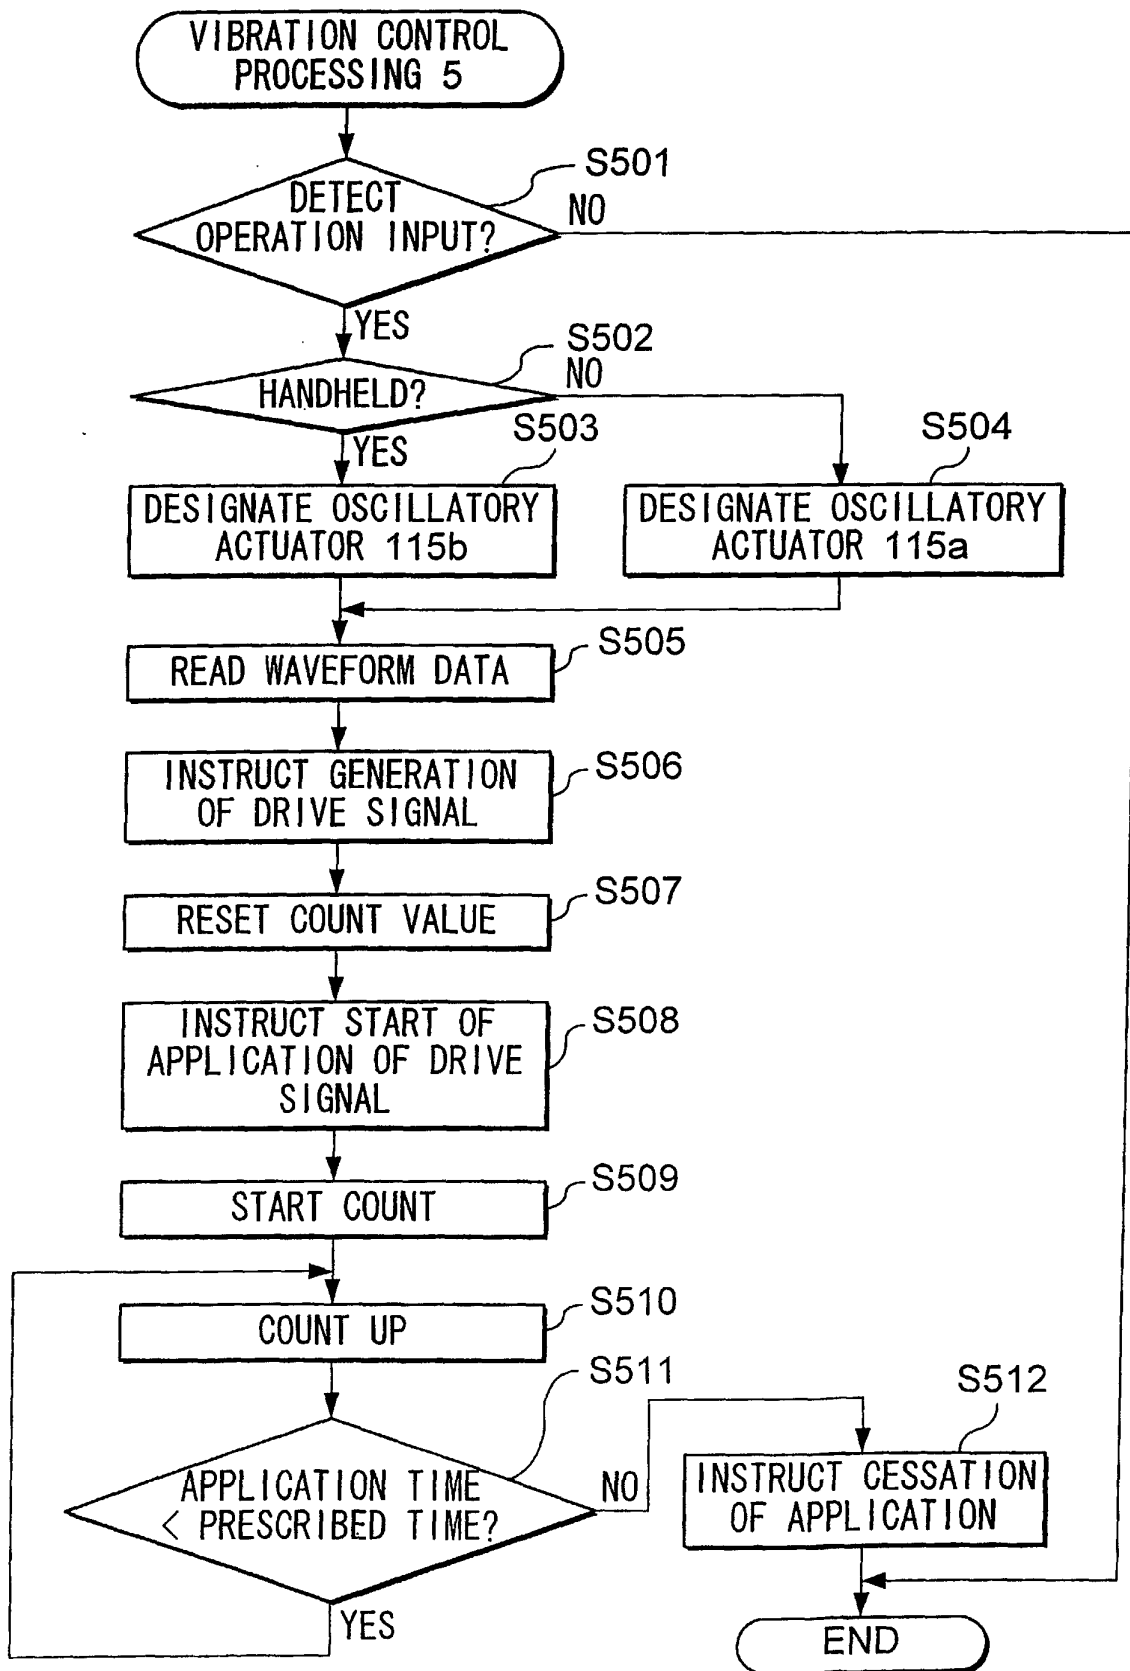 VIBRATION CONTROL
PROCESSING 5
S501
DETECT
OPERATION INPUT?
NO
YES
S502
HANDHELD?
NO
YES
S503
DESIGNATE OSCILLATORY
ACTUATOR 115b
S504
DESIGNATE OSCILLATORY
ACTUATOR 115a
S505
READ WAVEFORM DATA
S506
INSTRUCT GENERATION
OF DRIVE SIGNAL
S507
RESET COUNT VALUE
S508
INSTRUCT START OF
APPLICATION OF DRIVE
SIGNAL
S509
START COUNT
S510
COUNT UP
S511
APPLICATION TIME
< PRESCRIBED TIME?
NO
YES
S512
INSTRUCT CESSATION
OF APPLICATION
END